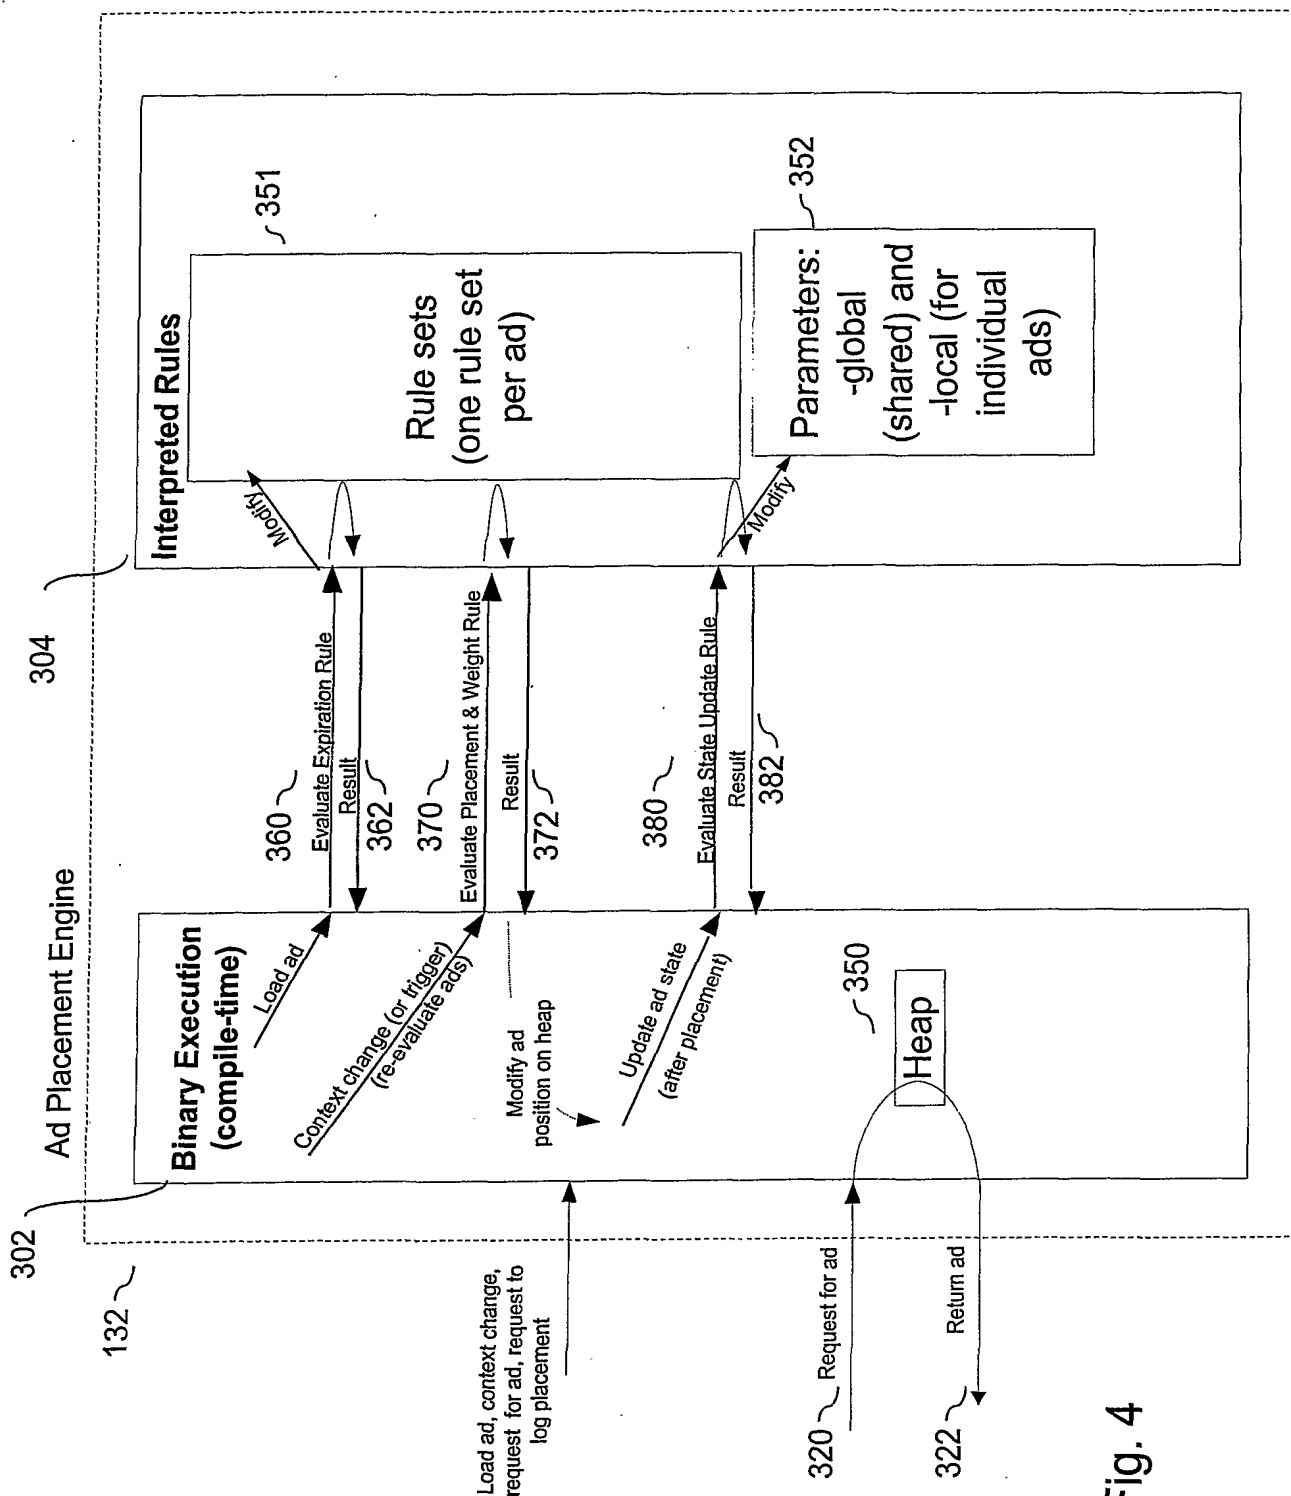 Ad Placement Engine
132
302
304
Binary Execution
(compile-time)
Load ad
Context change (or trigger)
(re-evaluate ads)
Modify ad
position on heap
Update ad state
(after placement)
350
Heap
Load ad, context change,
request for ad, request to
log placement
320
Request for ad
322
Return ad
360
Evaluate Expiration Rule
Result
362
370
Evaluate Placement & Weight Rule
Result
372
380
Evaluate State Update Rule
Result
382
Interpreted Rules
Modify
351
Rule sets
(one rule set
per ad)
Modify
352
Parameters:
-global
(shared) and
-local (for
individual
ads)
Fig. 4